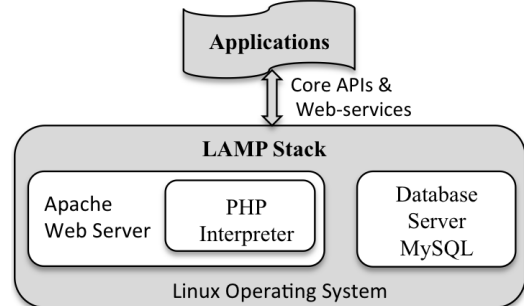 Applications
Core APIs &
Web-services
LAMP Stack
Apache
Web Server
PHP
Interpreter
Database
Server
MySQL
Linux Operating System